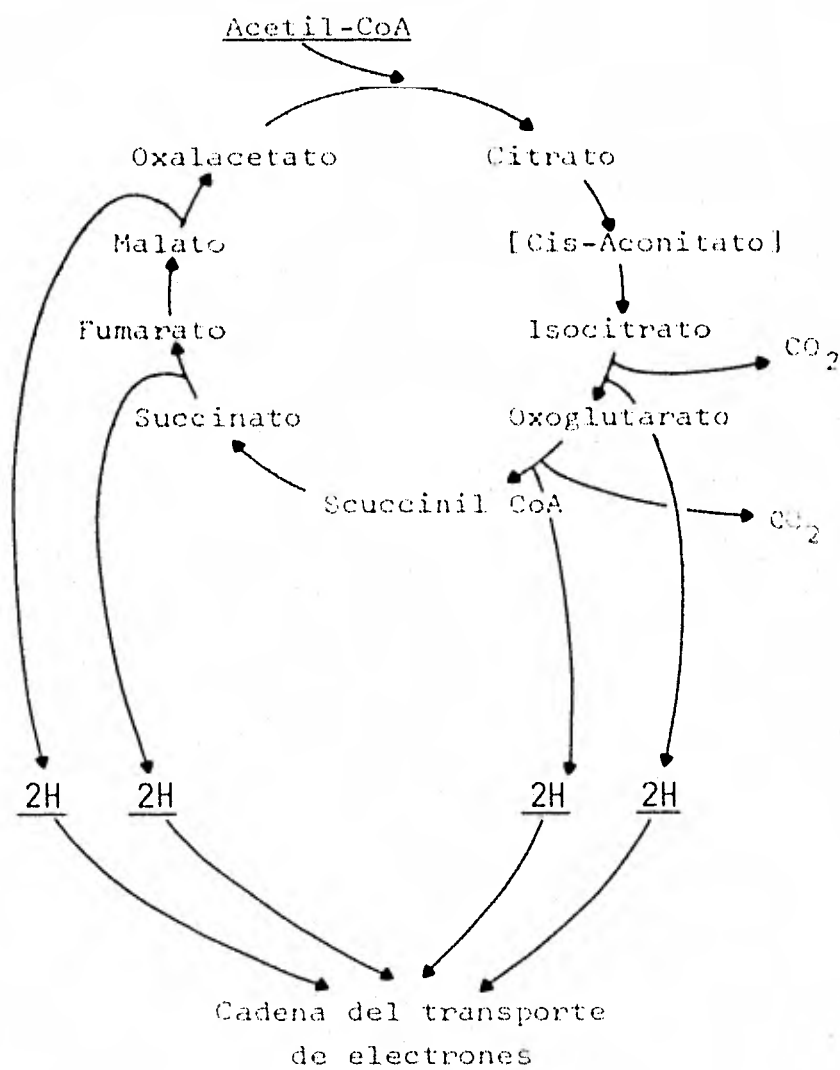 Acetil-CoA
Oxalacetato
Citrato
Malato
[Cis-Aconitato]
Fumarato
Isocitrato
CO2
Succinato
Oxoglutarato
Scuccinil CoA
CO2
2H
2H
2H
2H
Cadena del transporte
de electrones